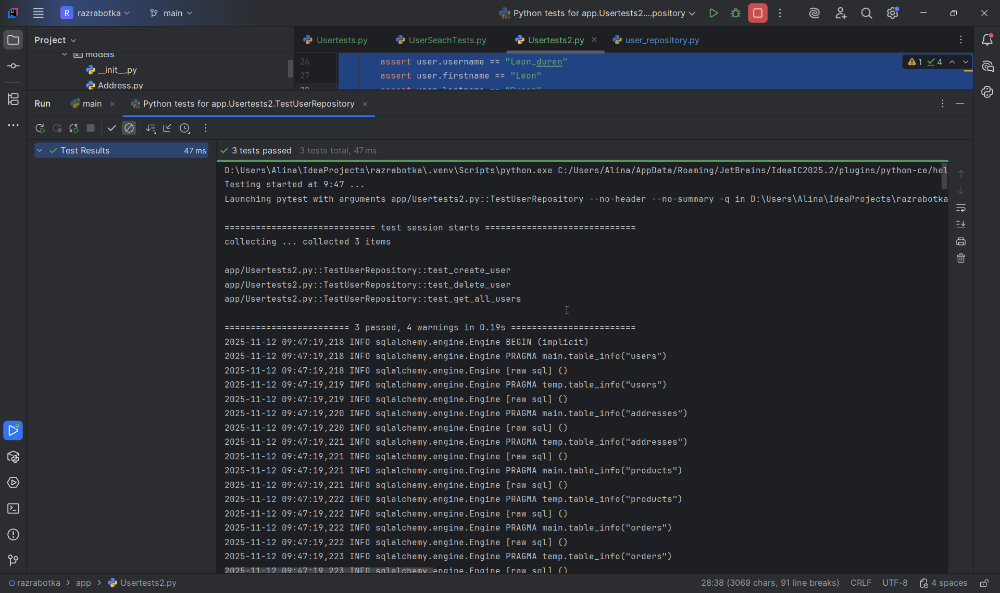 R razrabotka main Python tests for app.Usertests2....pository
Project
Usertests.py UserSeachTests.py Usertests2.py user_repository.py
models
__init__.py
Address.py
26 assert user.username == "Leon_duren"
27 assert user.firstname == "Leon"
1 4
Run main Python tests for app.Usertests2.TestUserRepository
Test Results 47 ms
3 tests passed 3 tests total, 47 ms
D:\Users\Alina\IdeaProjects\razrabotka\.venv\Scripts\python.exe C:/Users/Alina/AppData/Roaming/JetBrains/IdeaIC2025.2/plugins/python-ce/hel
Testing started at 9:47 ...
Launching pytest with arguments app/Usertests2.py::TestUserRepository --no-header --no-summary -q in D:\Users\Alina\IdeaProjects\razrabotka
============================= test session starts =============================
collecting ... collected 3 items
app/Usertests2.py::TestUserRepository::test_create_user
app/Usertests2.py::TestUserRepository::test_delete_user
app/Usertests2.py::TestUserRepository::test_get_all_users
======================== 3 passed, 4 warnings in 0.19s ========================
2025-11-12 09:47:19,218 INFO sqlalchemy.engine.Engine BEGIN (implicit)
2025-11-12 09:47:19,218 INFO sqlalchemy.engine.Engine PRAGMA main.table_info("users")
2025-11-12 09:47:19,218 INFO sqlalchemy.engine.Engine [raw sql] ()
2025-11-12 09:47:19,219 INFO sqlalchemy.engine.Engine PRAGMA temp.table_info("users")
2025-11-12 09:47:19,219 INFO sqlalchemy.engine.Engine [raw sql] ()
2025-11-12 09:47:19,220 INFO sqlalchemy.engine.Engine PRAGMA main.table_info("addresses")
2025-11-12 09:47:19,220 INFO sqlalchemy.engine.Engine [raw sql] ()
2025-11-12 09:47:19,221 INFO sqlalchemy.engine.Engine PRAGMA temp.table_info("addresses")
2025-11-12 09:47:19,221 INFO sqlalchemy.engine.Engine [raw sql] ()
2025-11-12 09:47:19,221 INFO sqlalchemy.engine.Engine PRAGMA main.table_info("products")
2025-11-12 09:47:19,221 INFO sqlalchemy.engine.Engine [raw sql] ()
2025-11-12 09:47:19,222 INFO sqlalchemy.engine.Engine PRAGMA temp.table_info("products")
2025-11-12 09:47:19,222 INFO sqlalchemy.engine.Engine [raw sql] ()
2025-11-12 09:47:19,222 INFO sqlalchemy.engine.Engine PRAGMA main.table_info("orders")
2025-11-12 09:47:19,222 INFO sqlalchemy.engine.Engine [raw sql] ()
2025-11-12 09:47:19,223 INFO sqlalchemy.engine.Engine PRAGMA temp.table_info("orders")
2025-11-12 09:47:19,223 INFO sqlalchemy.engine.Engine [raw sql] ()
razrabotka > app > Usertests2.py 28:38 (3069 chars, 91 line breaks) CRLF UTF-8 4 spaces